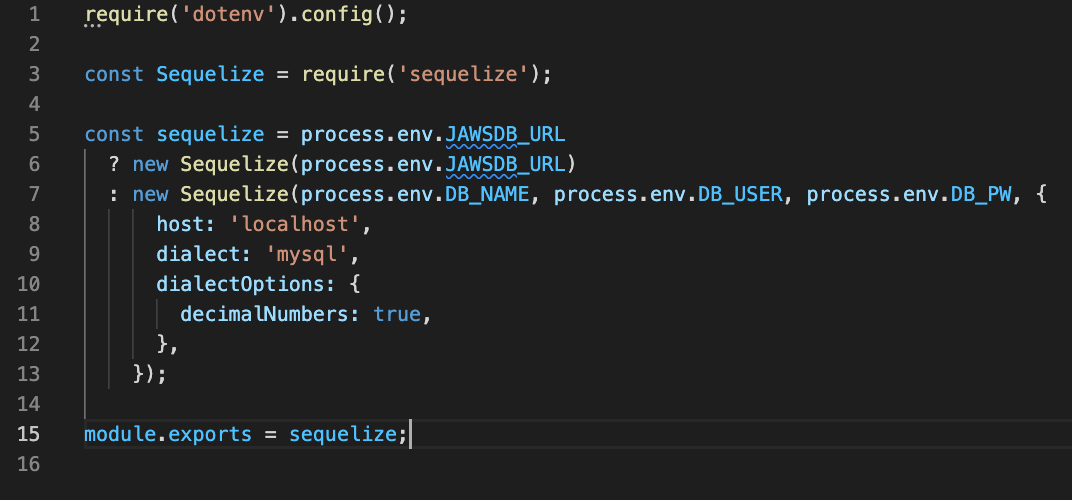 1 require('dotenv').config();
2
3 const Sequelize = require('sequelize');
4
5 const sequelize = process.env.JAWSDB_URL
6   ? new Sequelize(process.env.JAWSDB_URL)
7   : new Sequelize(process.env.DB_NAME, process.env.DB_USER, process.env.DB_PW, {
8       host: 'localhost',
9       dialect: 'mysql',
10       dialectOptions: {
11         decimalNumbers: true,
12       },
13     });
14
15 module.exports = sequelize;
16